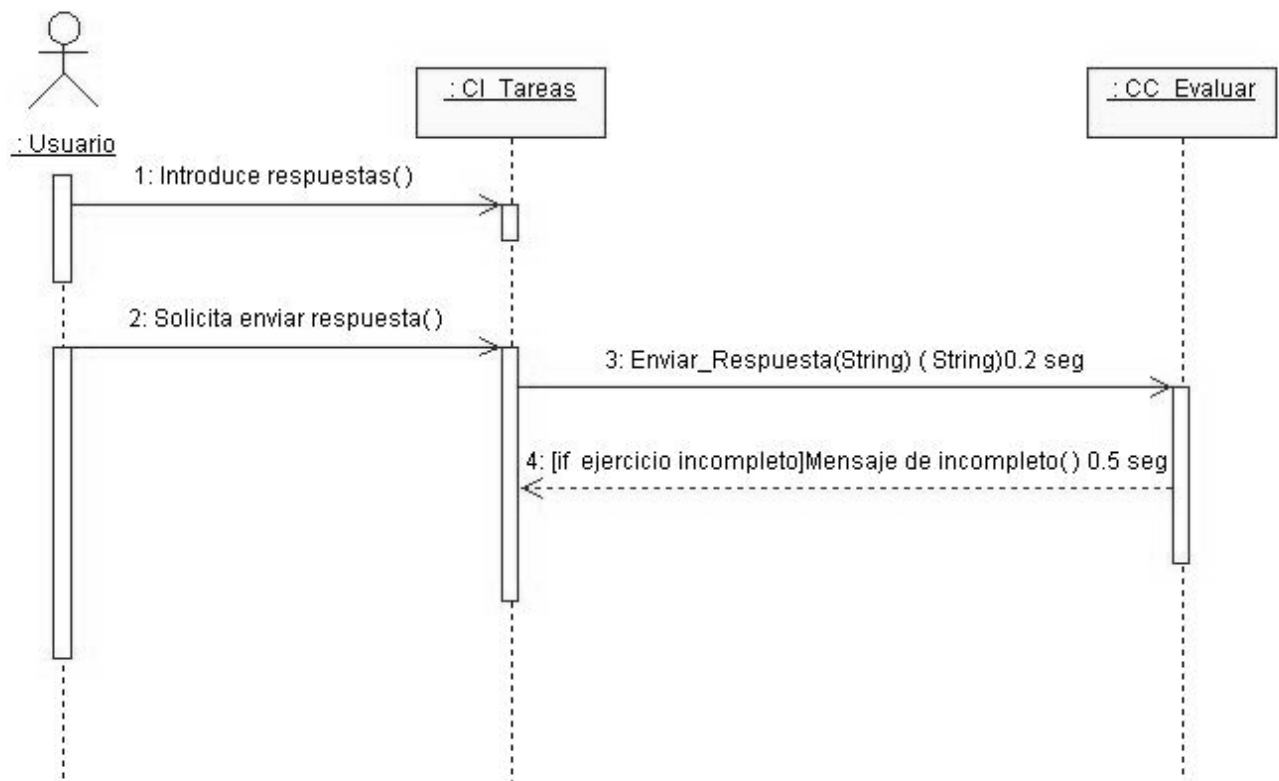 : CI_Tareas
: CC_Evaluar
: Usuario
1: Introduce respuestas()
2: Solicita enviar respuesta()
3: Enviar_Respuesta(String) ( String)0.2 seg
4: [if ejercicio incompleto]Mensaje de incompleto() 0.5 seg